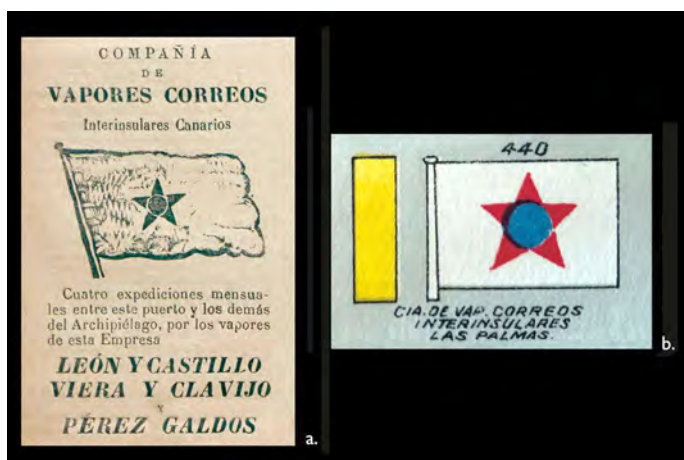 COMPAÑÍA
DE
VAPORES CORREOS
Interinsulares Canarios
Cuatro expediciones mensua-
les entre este puerto y los demás
del Archipiélago, por los vapores
de esta Empresa
LEÓN Y CASTILLO
VIERA Y CLAVIJO
Y
PÉREZ GALDOS
a.
440
CIA. DE VAP. CORREOS
INTERINSULARES
LAS PALMAS.
b.